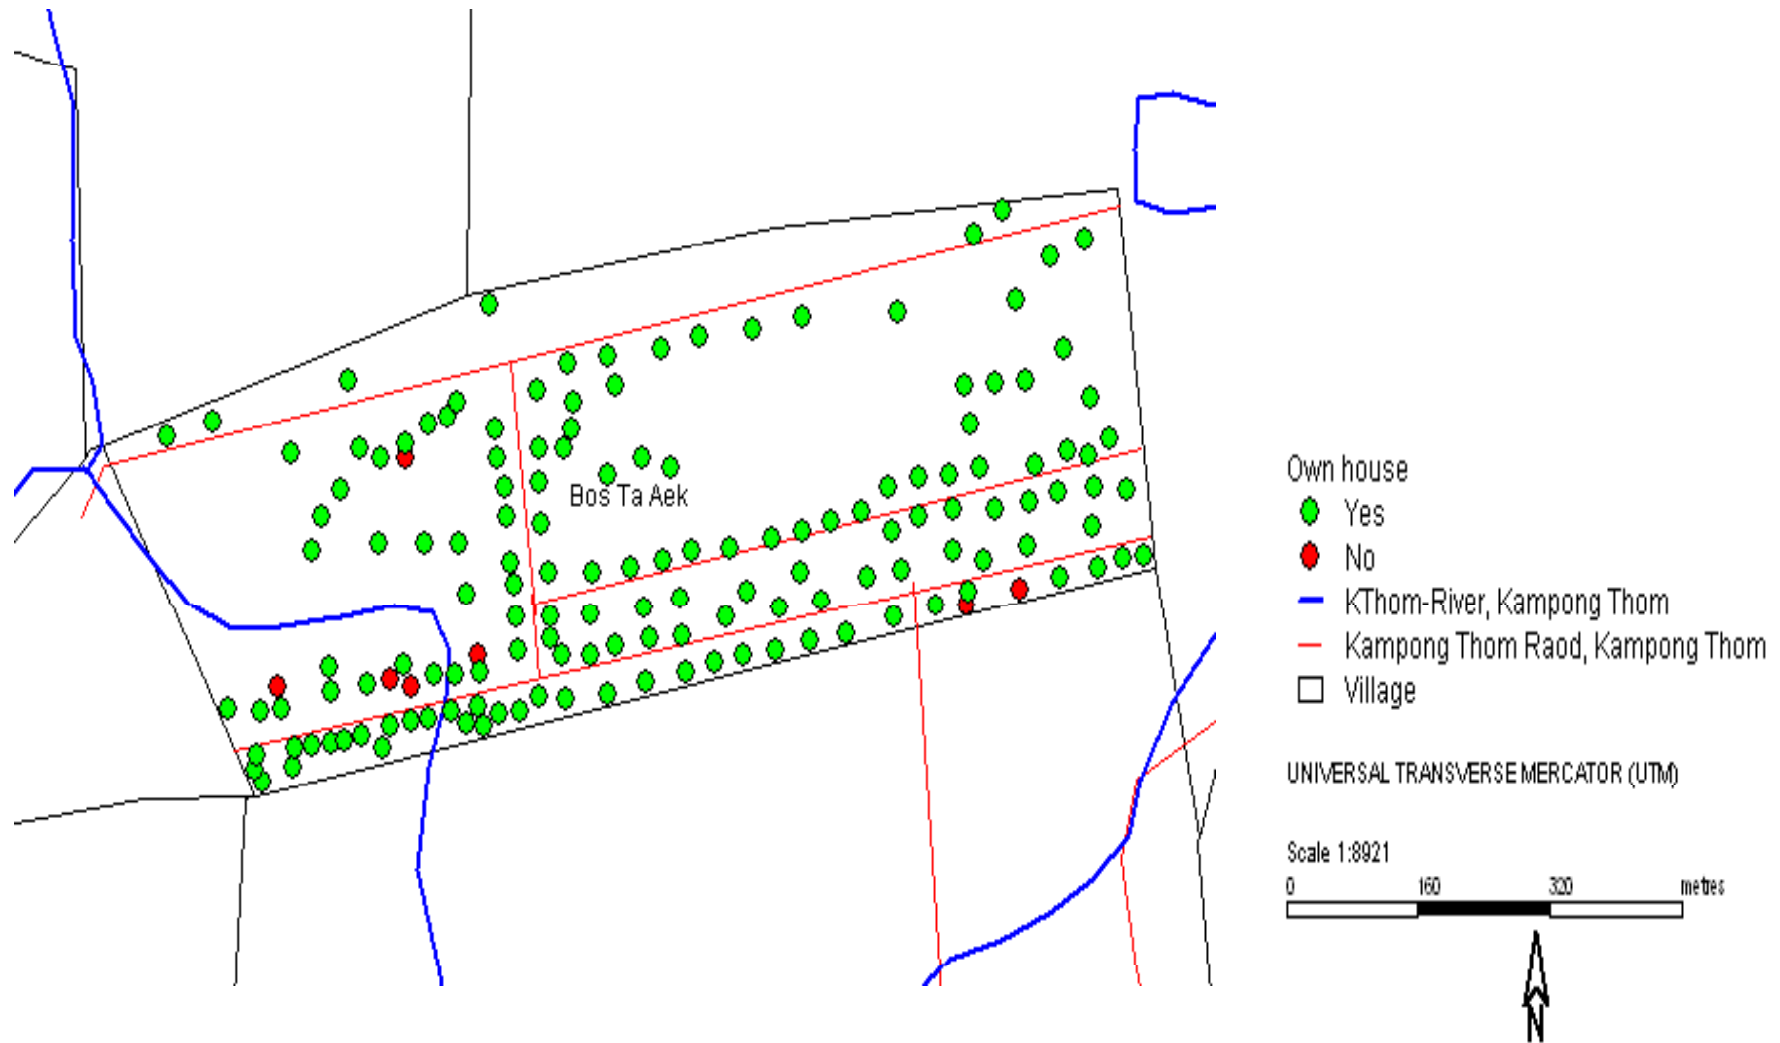 Bos Ta Aek
Own house
Yes
No
KThom-River, Kampong Thom
Kampong Thom Raod, Kampong Thom
Village
UNIVERSAL TRANSVERSE MERCATOR (UTM)
Scale 1:8921
0 160 320 metres
N